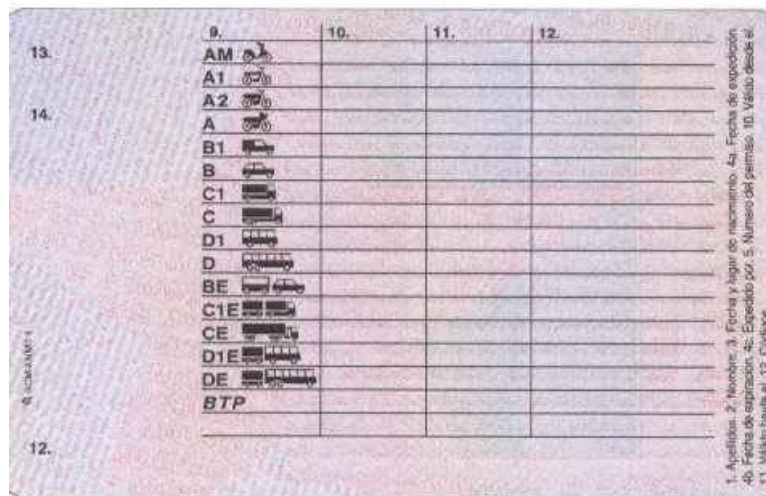 9. 10. 11. 12.
13.
AM
A1
A2
14.
A
B1
B
C1
C
D1
D
BE
C1E
CE
D1E
DE
BTP
12.
1. Apellidos. 2. Nombre. 3. Fecha y lugar de nacimiento. 4a. Fecha de expedición.
4b. Fecha de expiración. 4c. Expedido por. 5. Numero del permiso. 10. Válido desde el.
11. Válido hasta el. 12. Códigos.